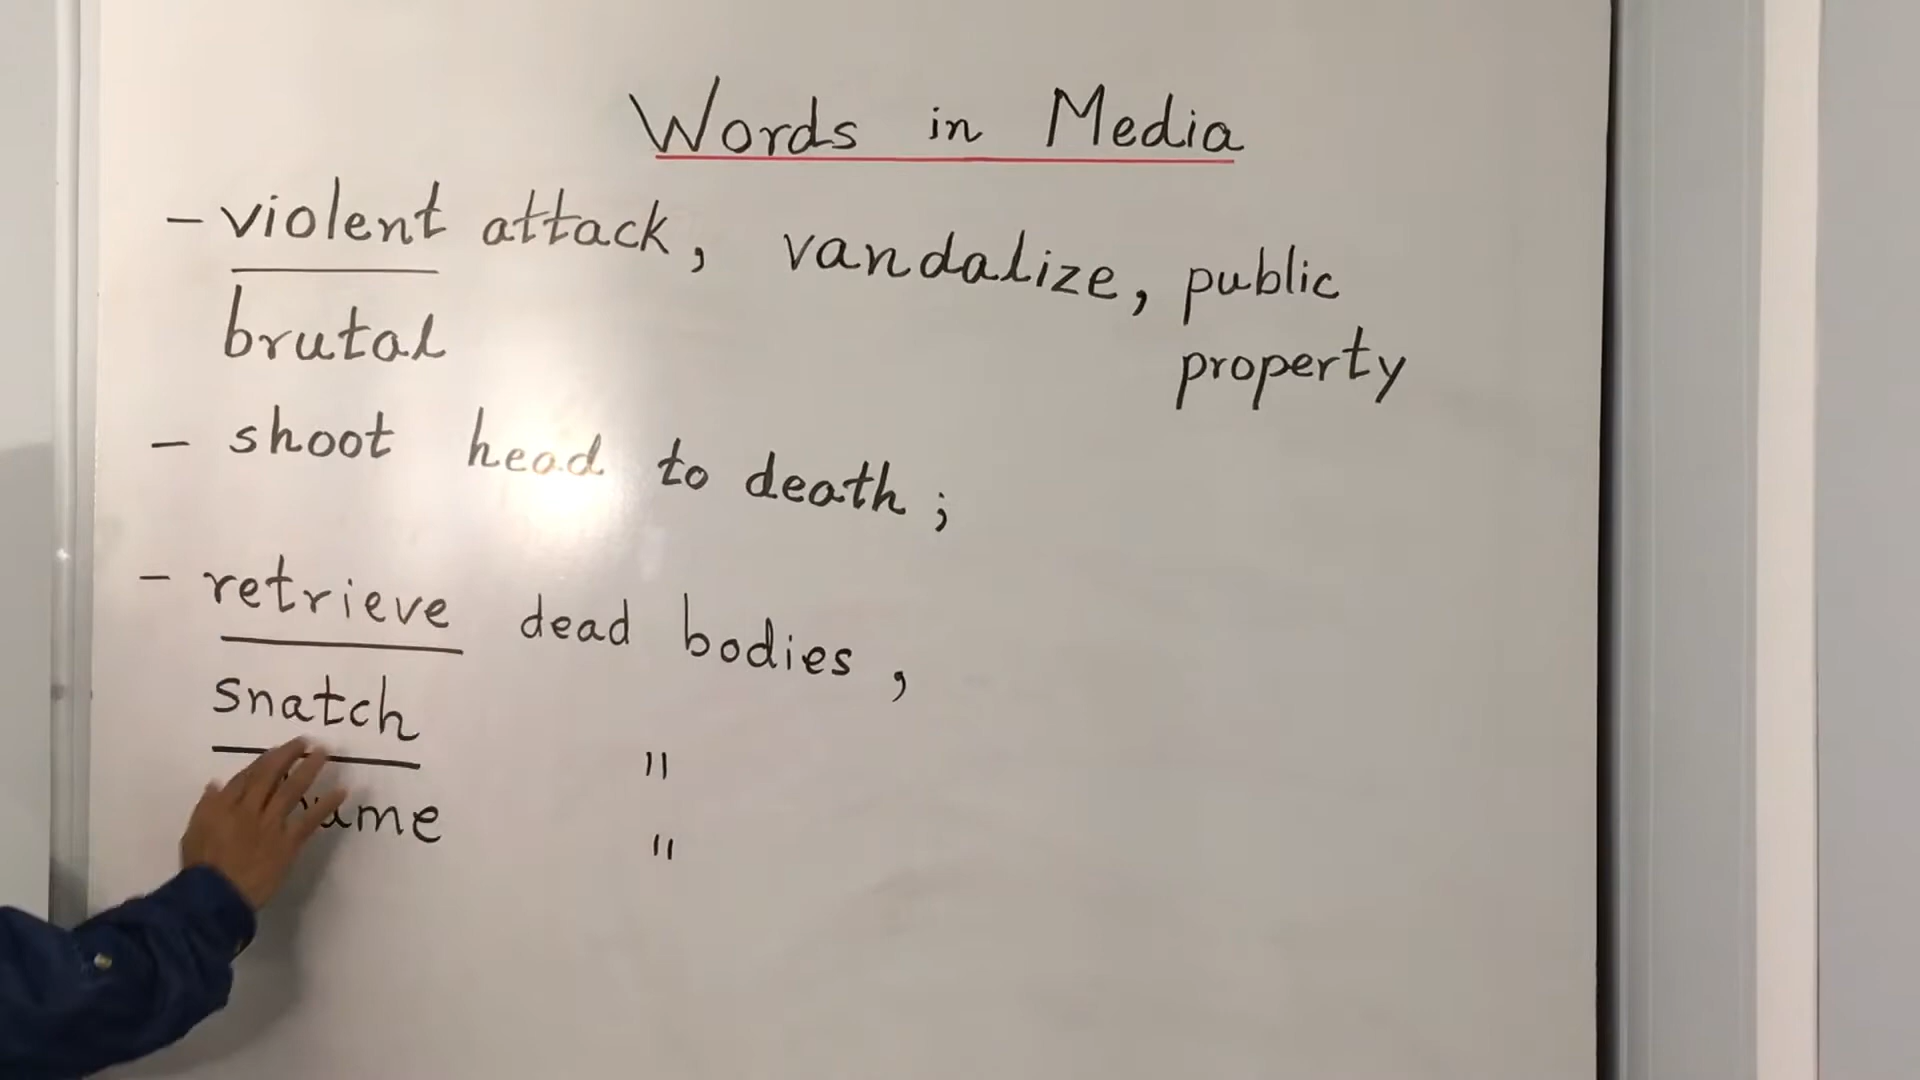 Words in Media
- violent attack, vandalize, public property
brutal
- shoot head to death;
- retrieve dead bodies,
snatch "
"